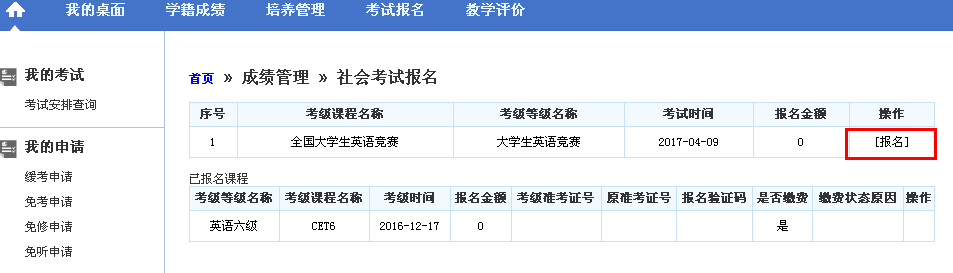 我的桌面 学籍成绩 培养管理 考试报名 教学评价
我的考试
考试安排查询
我的申请
缓考申请
免考申请
免修申请
免听申请
首页 » 成绩管理 » 社会考试报名
序号 考级课程名称 考级等级名称 考试时间 报名金额 操作
1 全国大学生英语竞赛 大学生英语竞赛 2017-04-09 0 [报名]
已报名课程
考级等级名称 考级课程名称 考级时间 报名金额 考级准考证号 原准考证号 报名验证码 是否缴费 缴费状态原因 操作
英语六级 CET6 2016-12-17 0 是